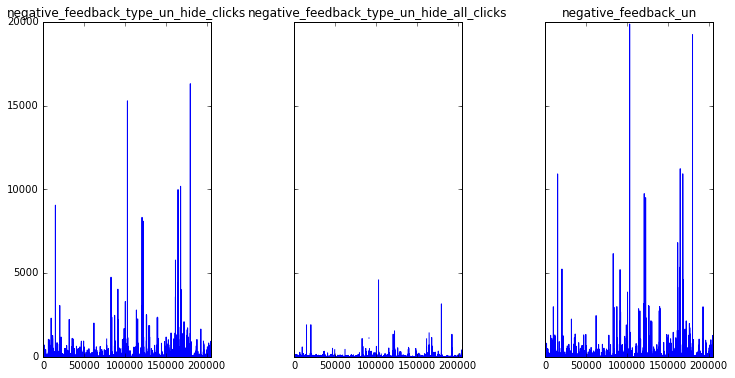 negative_feedback_type_un_hide_clicks
negative_feedback_type_un_hide_all_clicks
negative_feedback_un
20000
15000
10000
5000
0
0 50000 100000 150000 200000
0 50000 100000 150000 200000
0 50000 100000 150000 200000